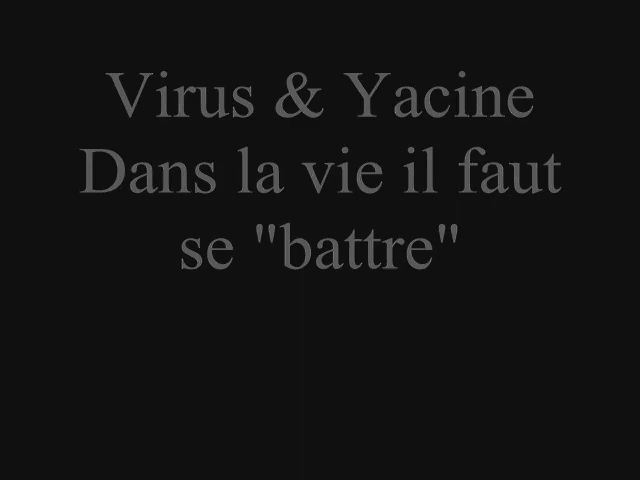 Virus & Yacine
Dans la vie il faut
se "battre"